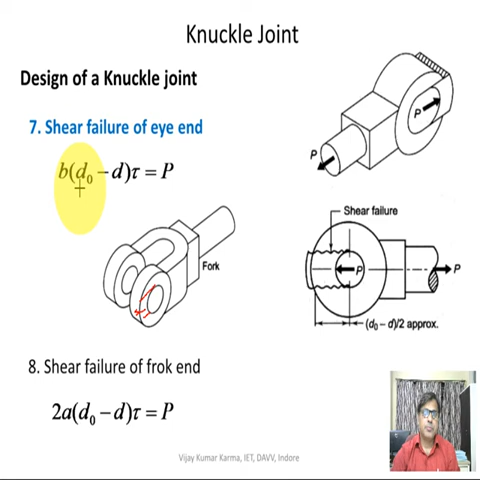 Knuckle Joint
Design of a Knuckle joint
7. Shear failure of eye end
b(d₀ – d)τ = P
P
P
Fork
Shear failure
P
P
(d₀ – d)/2 approx.
8. Shear failure of frok end
2a(d₀ – d)τ = P
Vijay Kumar Karma, IET, DAVV, Indore